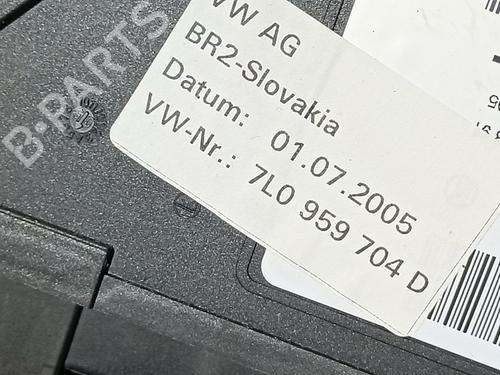 VW AG
BR2-Slovakia
Datum: 01.07.2005
VW-Nr.: 7L0 959 704 D
B-PARTS